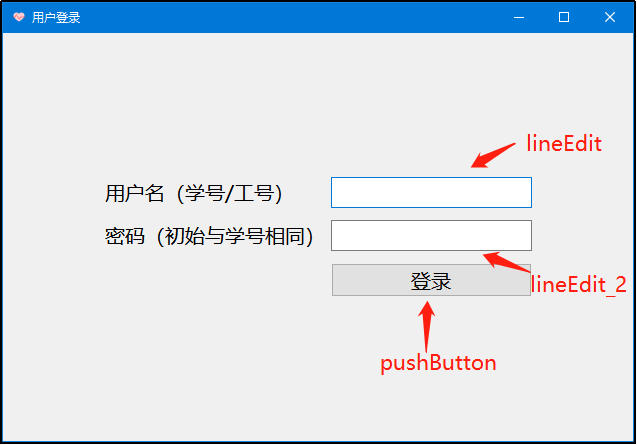 用户登录
lineEdit
用户名（学号/工号）
密码（初始与学号相同）
登录
lineEdit_2
pushButton